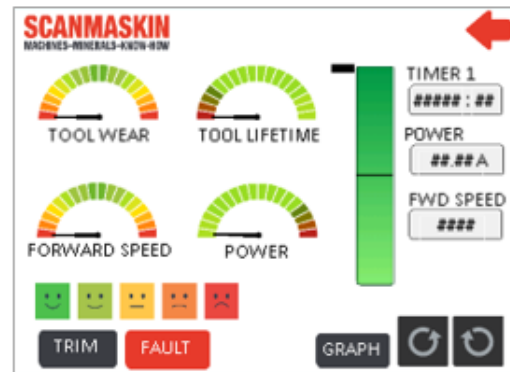 SCANMASKIN
MACHINES-MINERALS-KNOW-HOW
TOOL WEAR
TOOL LIFETIME
FORWARD SPEED
POWER
TIMER 1
##### : ##
POWER
##.## A
FWD SPEED
####
TRIM
FAULT
GRAPH